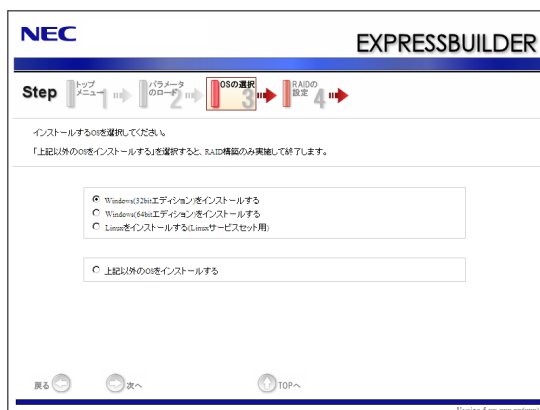 NEC
EXPRESSBUILDER
Step トップメニュー 1 パラメータのロード 2 OSの選択 3 RAIDの設定 4
インストールするOSを選択してください。
「上記以外のOSをインストールする」を選択すると、RAID構築のみ実施して終了します。
Windows(32bitエディション)をインストールする
Windows(64bitエディション)をインストールする
Linuxをインストールする(Linuxサービスセット用)
上記以外のOSをインストールする
戻る 次へ TOPへ